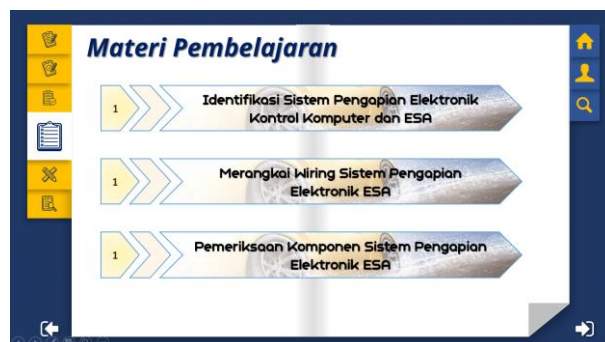 Materi Pembelajaran
1
Identifikasi Sistem Pengapian Elektronik
Kontrol Komputer dan ESA
1
Merangkai Wiring Sistem Pengapian
Elektronik ESA
1
Pemeriksaan Komponen Sistem Pengapian
Elektronik ESA